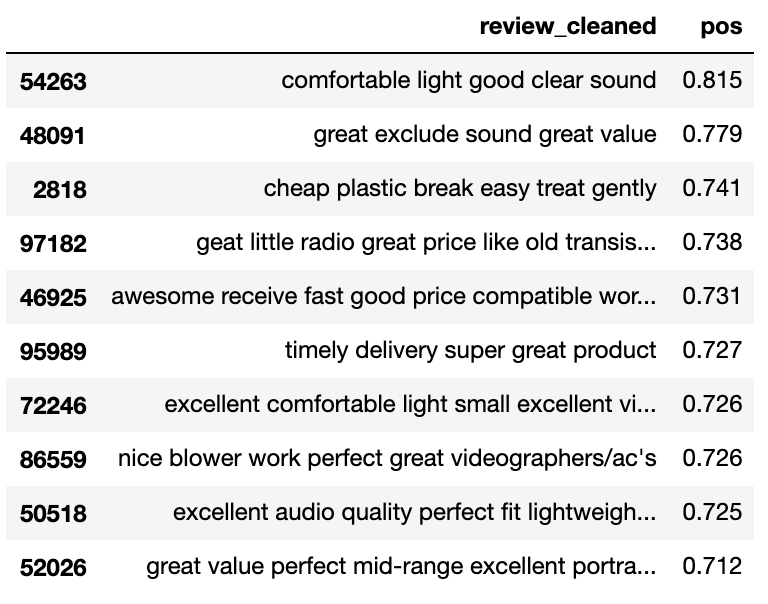 review_cleaned pos
54263 comfortable light good clear sound 0.815
48091 great exclude sound great value 0.779
2818 cheap plastic break easy treat gently 0.741
97182 geat little radio great price like old transis... 0.738
46925 awesome receive fast good price compatible wor... 0.731
95989 timely delivery super great product 0.727
72246 excellent comfortable light small excellent vi... 0.726
86559 nice blower work perfect great videographers/ac's 0.726
50518 excellent audio quality perfect fit lightweigh... 0.725
52026 great value perfect mid-range excellent portra... 0.712